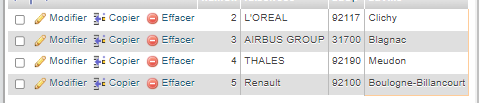 Modifier Copier Effacer 2 L'OREAL 92117 Clichy
Modifier Copier Effacer 3 AIRBUS GROUP 31700 Blagnac
Modifier Copier Effacer 4 THALES 92190 Meudon
Modifier Copier Effacer 5 Renault 92100 Boulogne-Billancourt